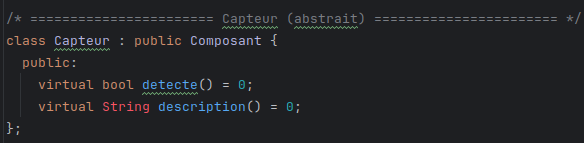 /* ======================= Capteur (abstrait) ======================= */
class Capteur : public Composant {
  public:
    virtual bool detecte() = 0;
    virtual String description() = 0;
};